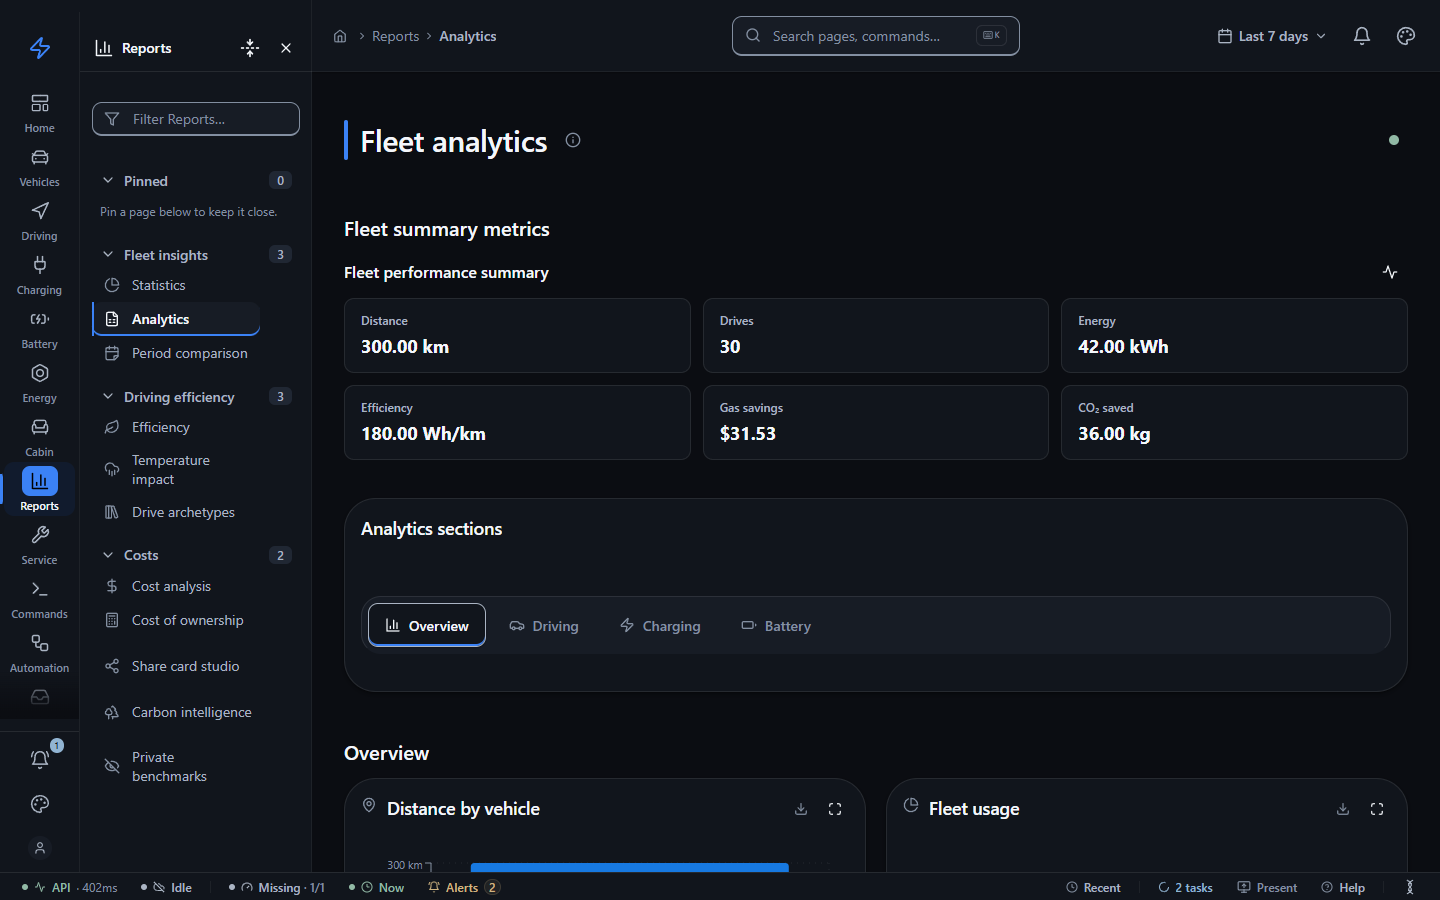 Reports
Reports
Analytics
Search pages, commands...
K
Last 7 days
Home
Vehicles
Driving
Charging
Battery
Energy
Cabin
Reports
Service
Commands
Automation
1
Filter Reports...
Pinned
0
Pin a page below to keep it close.
Fleet insights
3
Statistics
Analytics
Period comparison
Driving efficiency
3
Efficiency
Temperature
impact
Drive archetypes
Costs
2
Cost analysis
Cost of ownership
Share card studio
Carbon intelligence
Private
benchmarks
Fleet analytics
Fleet summary metrics
Fleet performance summary
Distance
300.00 km
Drives
30
Energy
42.00 kWh
Efficiency
180.00 Wh/km
Gas savings
$31.53
CO₂ saved
36.00 kg
Analytics sections
Overview
Driving
Charging
Battery
Overview
Distance by vehicle
300 km
Fleet usage
API · 402ms
Idle
Missing · 1/1
Now
Alerts 2
Recent
2 tasks
Present
Help